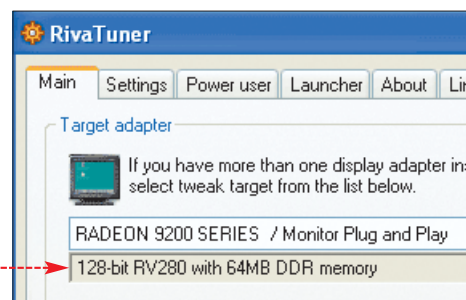 RivaTuner
Main Settings Power user Launcher About
Target adapter
If you have more than one display adapter
select tweak target from the list below.
RADEON 9200 SERIES / Monitor Plug and Play
128-bit RV280 with 64MB DDR memory